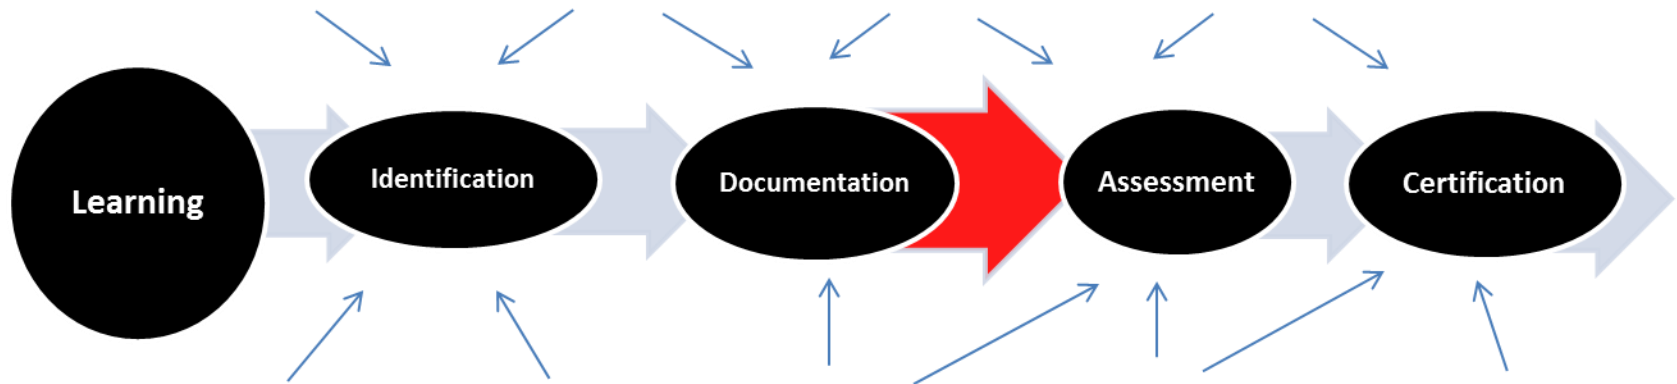 Learning
Identification
Documentation
Assessment
Certification